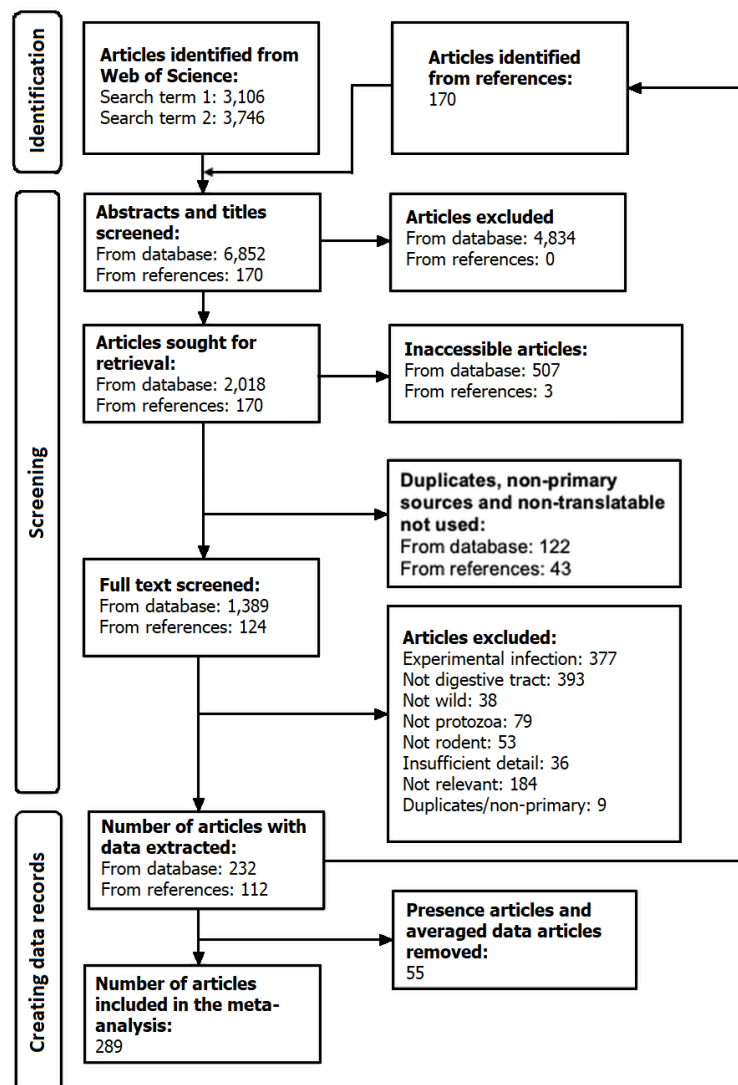 Identification
Articles identified from
Web of Science:
Search term 1: 3,106
Search term 2: 3,746
Articles identified
from references:
170
Screening
Abstracts and titles
screened:
From database: 6,852
From references: 170
Articles excluded
From database: 4,834
From references: 0
Articles sought for
retrieval:
From database: 2,018
From references: 170
Inaccessible articles:
From database: 507
From references: 3
Duplicates, non-primary
sources and non-translatable
not used:
From database: 122
From references: 43
Full text screened:
From database: 1,389
From references: 124
Articles excluded:
Experimental infection: 377
Not digestive tract: 393
Not wild: 38
Not protozoa: 79
Not rodent: 53
Insufficient detail: 36
Not relevant: 184
Duplicates/non-primary: 9
Creating data records
Number of articles with
data extracted:
From database: 232
From references: 112
Presence articles and
averaged data articles
removed:
55
Number of articles
included in the meta-
analysis:
289